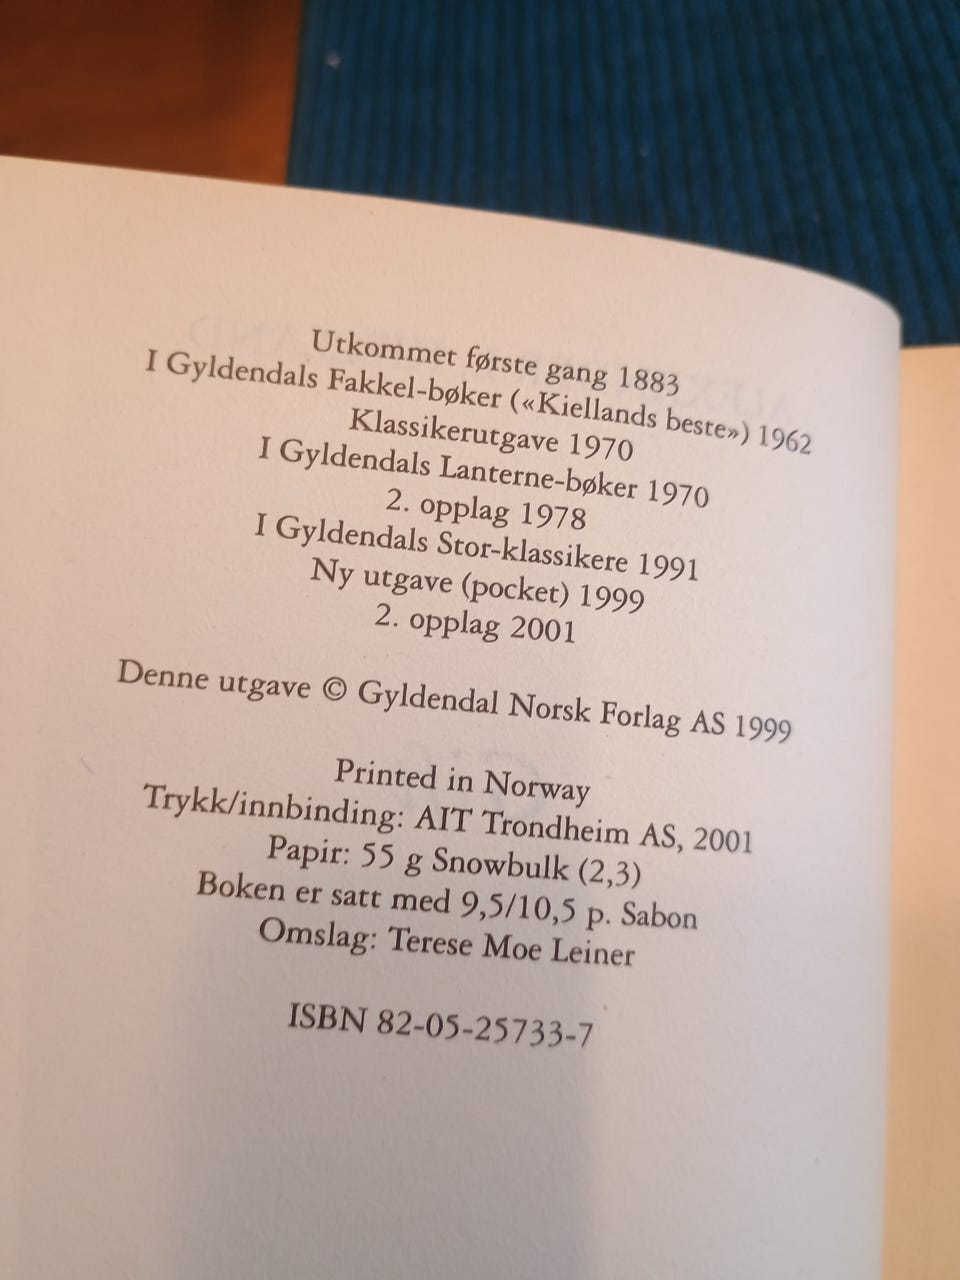 Utkommet første gang 1883
I Gyldendals Fakkel-bøker («Kiellands beste») 1962
Klassikerutgave 1970
I Gyldendals Lanterne-bøker 1970
2. opplag 1978
I Gyldendals Stor-klassikere 1991
Ny utgave (pocket) 1999
2. opplag 2001
Denne utgave © Gyldendal Norsk Forlag AS 1999
Printed in Norway
Trykk/innbinding: AIT Trondheim AS, 2001
Papir: 55 g Snowbulk (2,3)
Boken er satt med 9,5/10,5 p. Sabon
Omslag: Terese Moe Leiner
ISBN 82-05-25733-7